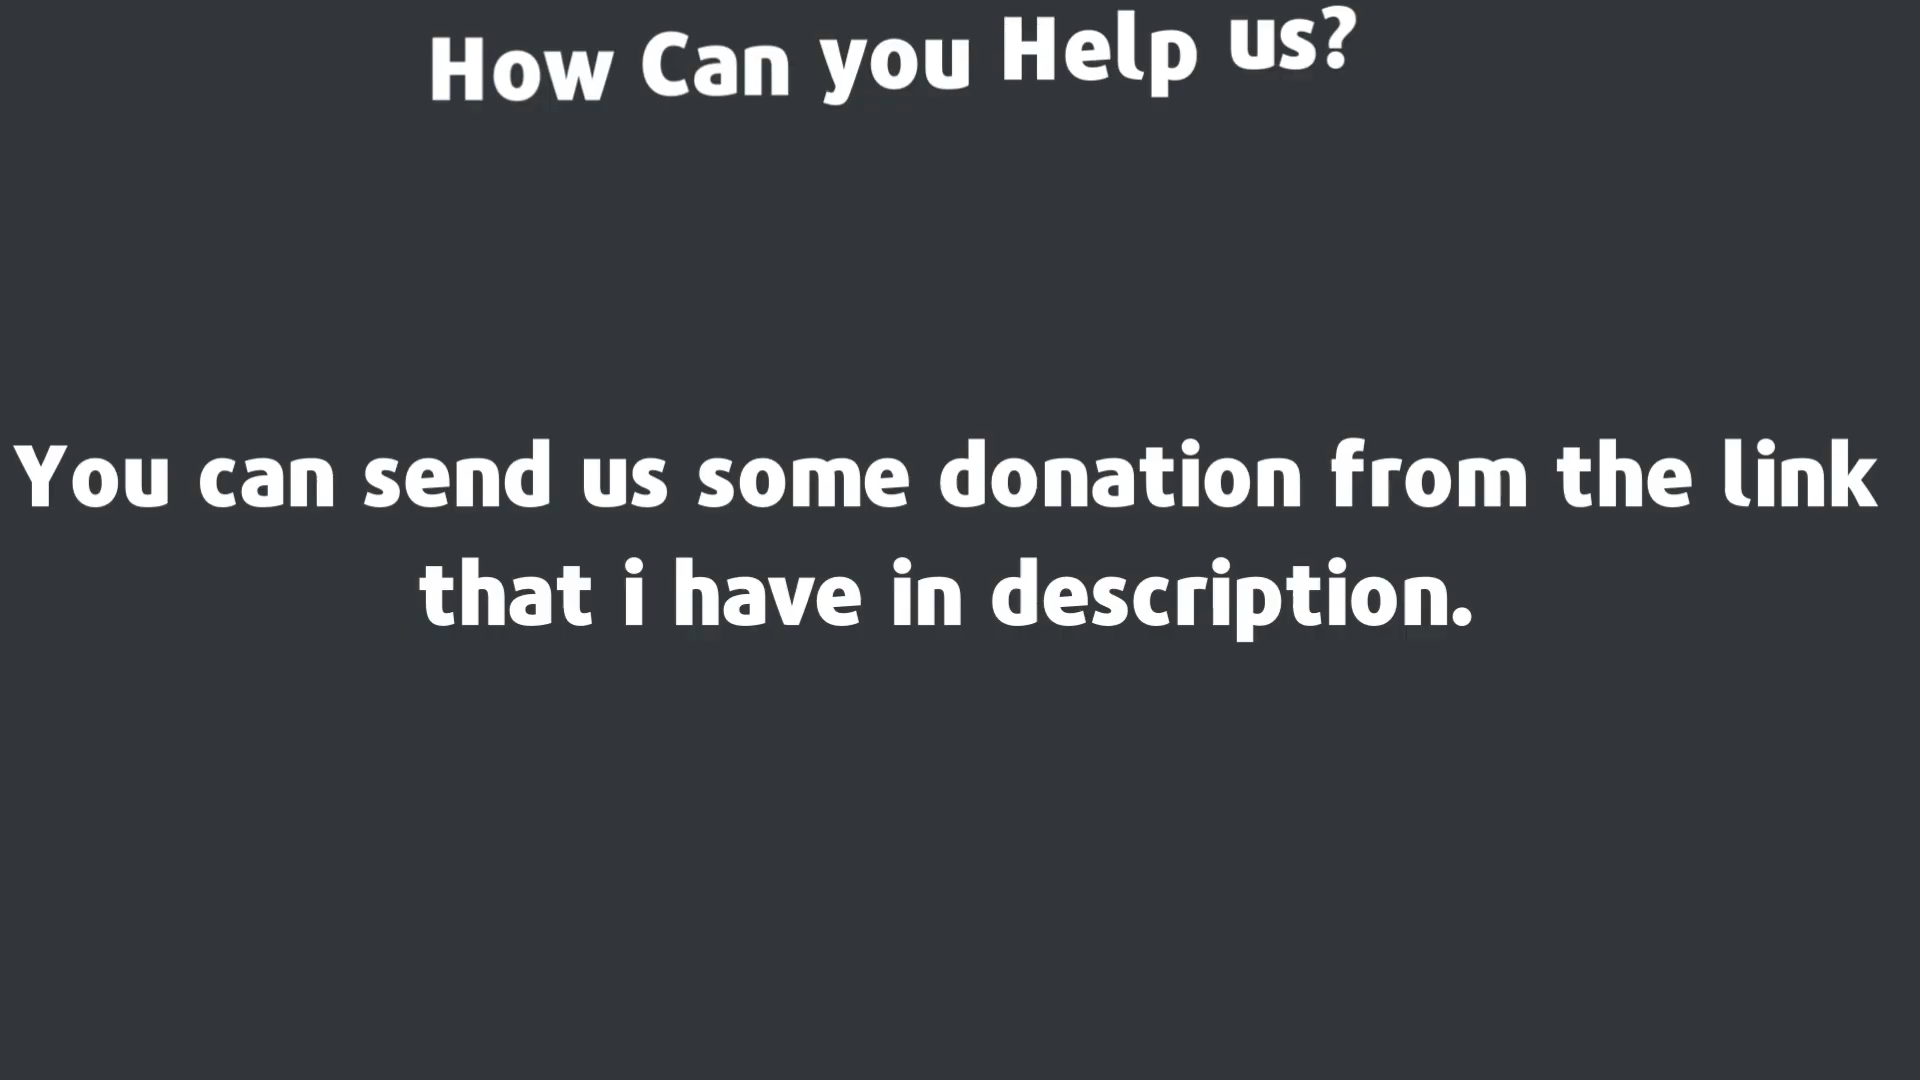 How Can you Help us?
You can send us some donation from the link
that i have in description.